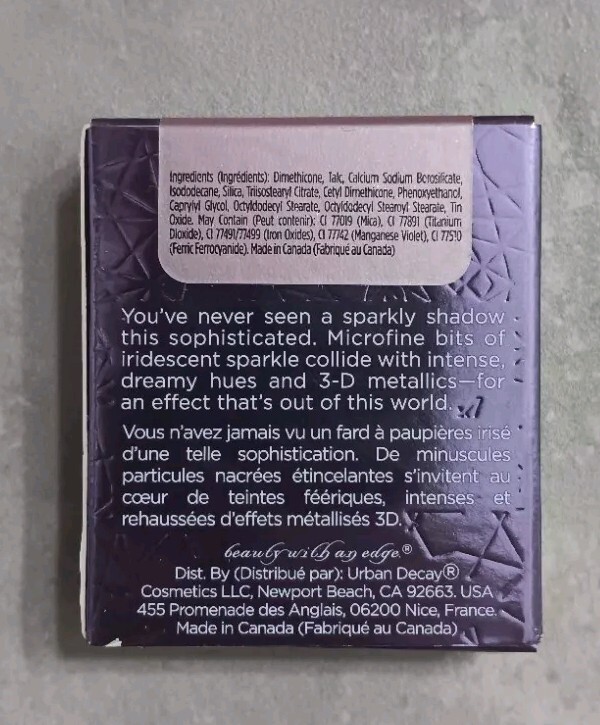 Ingredients (Ingrédients): Dimethicone, Talc, Calcium Sodium Borosilicate,
Isododecane, Silica, Triisostearyl Citrate, Cetyl Dimethicone, Phenoxyethanol,
Caprylyl Glycol, Octyldodecyl Stearate, Octyldodecyl Stearoyl Stearate, Tin
Oxide. May Contain (Peut contenir): CI 77019 (Mica), CI 77891 (Titanium
Dioxide), CI 77491/77499 (Iron Oxides), CI 77742 (Manganese Violet), CI 77510
(Ferric Ferrocyanide). Made in Canada (Fabriqué au Canada)
You've never seen a sparkly shadow
this sophisticated. Microfine bits of
iridescent sparkle collide with intense,
dreamy hues and 3-D metallics—for
an effect that's out of this world.
Vous n'avez jamais vu un fard à paupières irisé
d'une telle sophistication. De minuscules
particules nacrées étincelantes s'invitent au
cœur de teintes féériques, intenses et
rehaussées d'effets métallisés 3D.
beauty with an edge.®
Dist. By (Distribué par): Urban Decay®
Cosmetics LLC, Newport Beach, CA 92663. USA
455 Promenade des Anglais, 06200 Nice, France.
Made in Canada (Fabriqué au Canada)